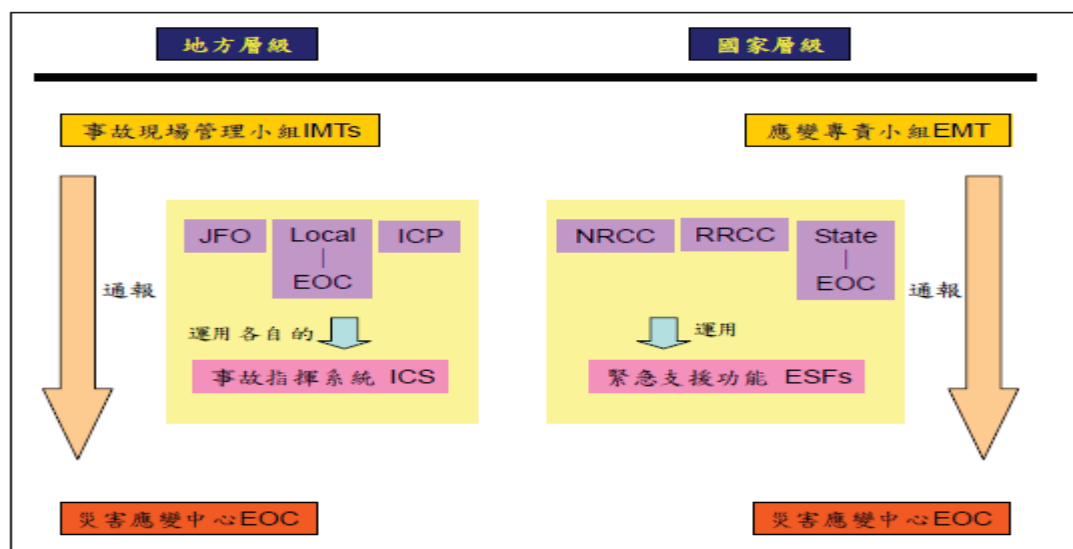 地方層級
國家層級
事故現場管理小組IMTs
應變專責小組EMT
JFO
Local
|
EOC
ICP
NRCC
RRCC
State
|
EOC
通報
通報
運用各自的
運用
事故指揮系統 ICS
緊急支援功能 ESFs
災害應變中心EOC
災害應變中心EOC